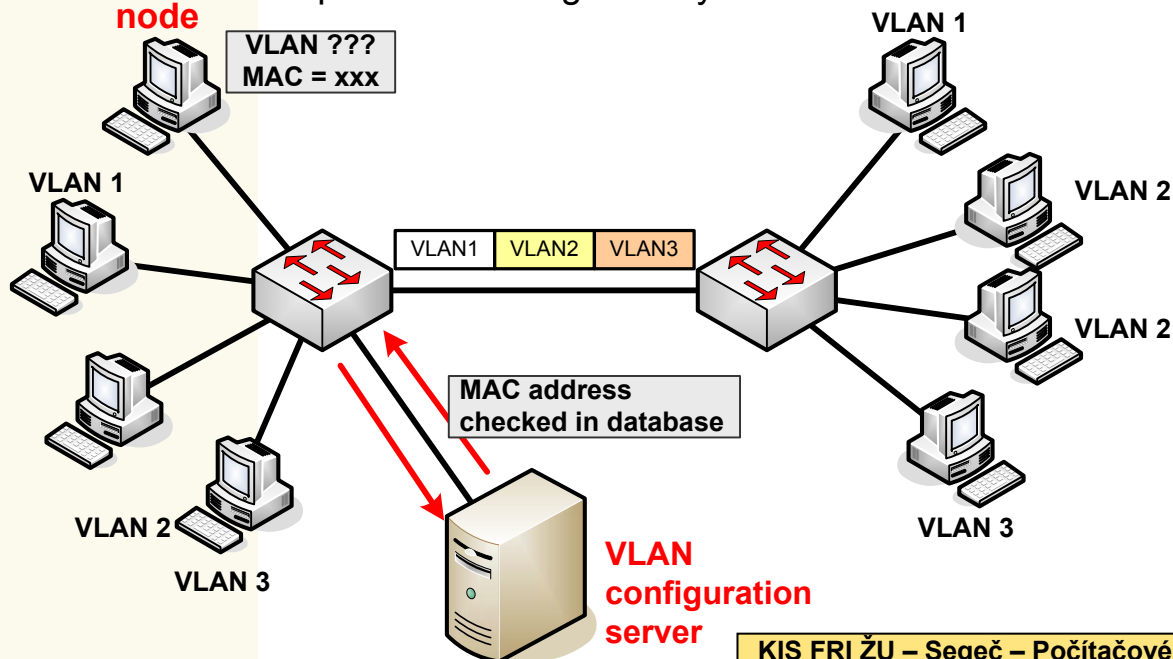 node
VLAN ???
MAC = xxx
VLAN 1
VLAN 1
VLAN 2
VLAN1 VLAN2 VLAN3
VLAN 2
MAC address
checked in database
VLAN 2
VLAN 3
VLAN 3
VLAN
configuration
server
KIS FRI ŽU – Segeč – Počítačové